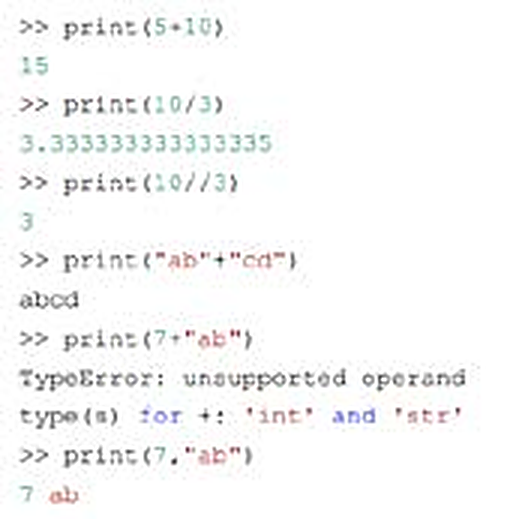 >> print(5+10)
15
>> print(10/3)
3.3333333333333335
>> print(10//3)
3
>> print("ab"+"cd")
abcd
>> print(7+"ab")
TypeError: unsupported operand
type(s) for +: 'int' and 'str'
>> print(7,"ab")
7 ab